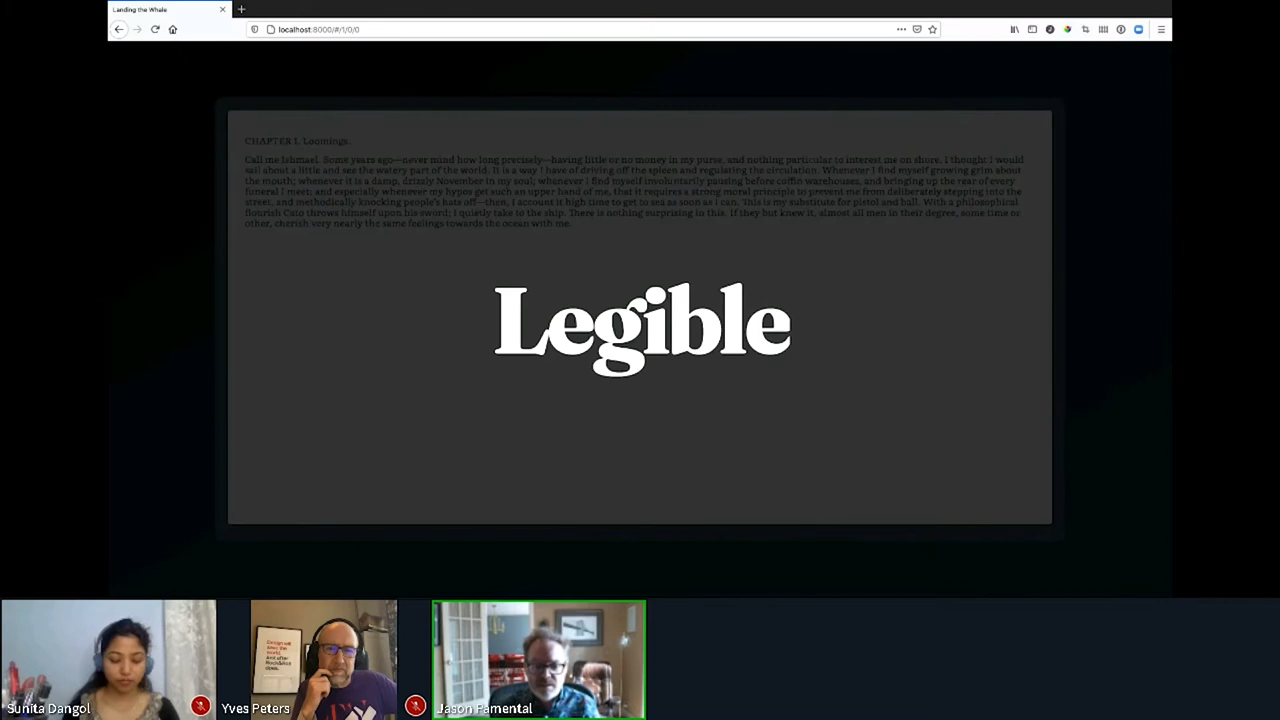 Landing the Whale
localhost:8000/#/1/0/0
CHAPTER 1. Loomings.
Call me Ishmael. Some years ago—never mind how long precisely—having little or no money in my purse, and nothing particular to interest me on shore, I thought I would
sail about a little and see the watery part of the world. It is a way I have of driving off the spleen and regulating the circulation. Whenever I find myself growing grim about
the mouth; whenever it is a damp, drizzly November in my soul; whenever I find myself involuntarily pausing before coffin warehouses, and bringing up the rear of every
funeral I meet; and especially whenever my hypos get such an upper hand of me, that it requires a strong moral principle to prevent me from deliberately stepping into the
street, and methodically knocking people's hats off—then, I account it high time to get to sea as soon as I can. This is my substitute for pistol and ball. With a philosophical
flourish Cato throws himself upon his sword; I quietly take to the ship. There is nothing surprising in this. If they but knew it, almost all men in their degree, some time or
other, cherish very nearly the same feelings towards the ocean with me.
Legible
Design will
save the
world.
Just after
Rock&Roll
does.
Sunita Dangol
Yves Peters
Jason Pamental